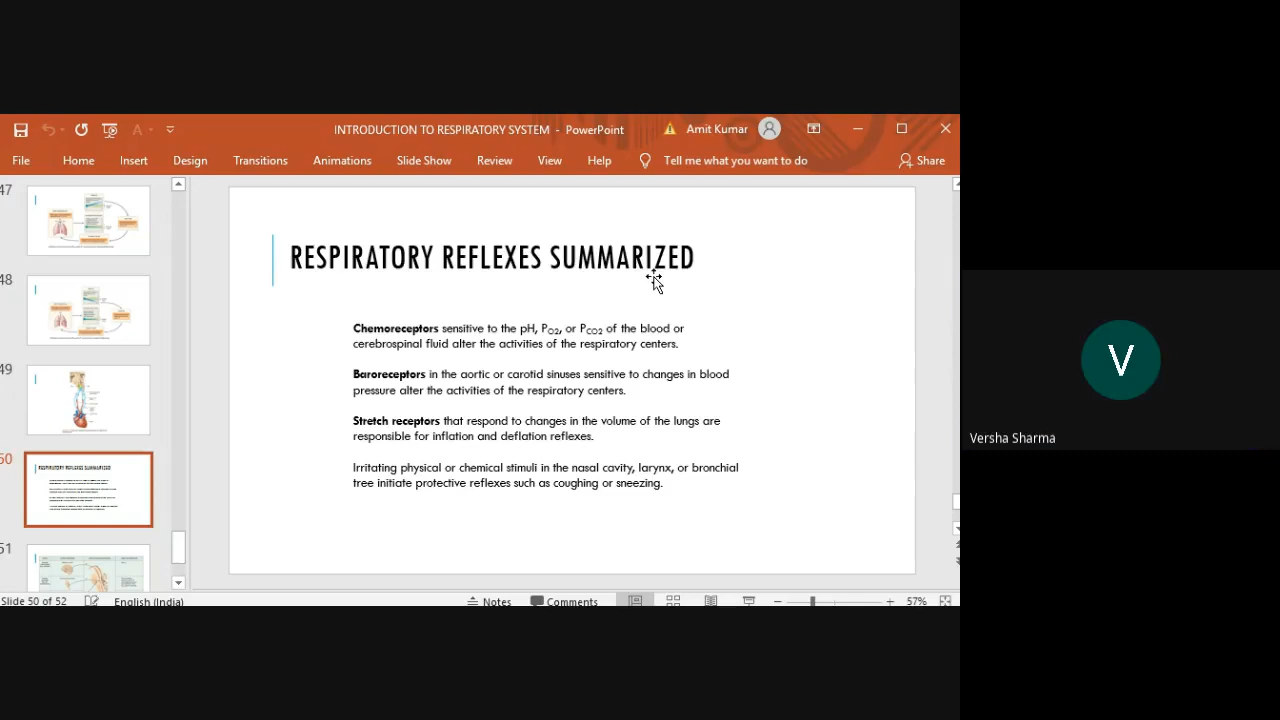 INTRODUCTION TO RESPIRATORY SYSTEM - PowerPoint
Amit Kumar
File Home Insert Design Transitions Animations Slide Show Review View Help Tell me what you want to do Share
47
48
49
50
RESPIRATORY REFLEXES SUMMARIZED
51
RESPIRATORY REFLEXES SUMMARIZED
Chemoreceptors sensitive to the pH, PO2, or PCO2 of the blood or
cerebrospinal fluid alter the activities of the respiratory centers.
Baroreceptors in the aortic or carotid sinuses sensitive to changes in blood
pressure alter the activities of the respiratory centers.
Stretch receptors that respond to changes in the volume of the lungs are
responsible for inflation and deflation reflexes.
Irritating physical or chemical stimuli in the nasal cavity, larynx, or bronchial
tree initiate protective reflexes such as coughing or sneezing.
Slide 50 of 52 English (India) Notes Comments 57%
V
Versha Sharma